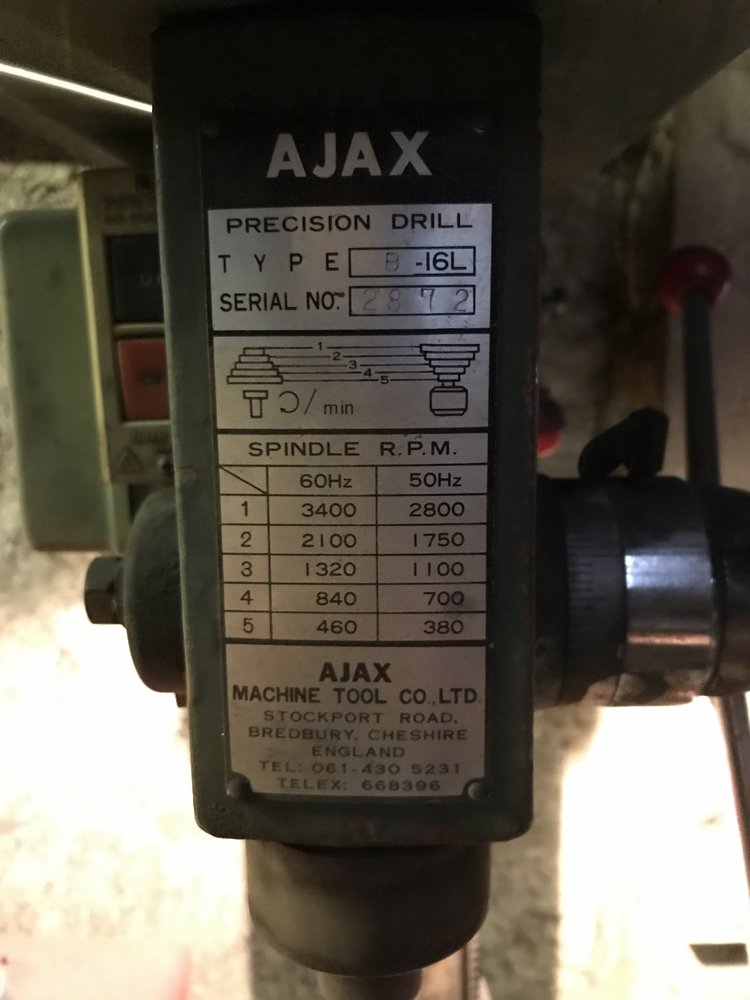 AJAX
PRECISION DRILL
TYPE B-16L
SERIAL NO. 2872
1
2
3
4
5
/min
SPINDLE R.P.M.
60Hz 50Hz
1 3400 2800
2 2100 1750
3 1320 1100
4 840 700
5 460 380
AJAX
MACHINE TOOL CO.,LTD.
STOCKPORT ROAD,
BREDBURY, CHESHIRE
ENGLAND
TEL: 061-430 5231
TELEX: 668396